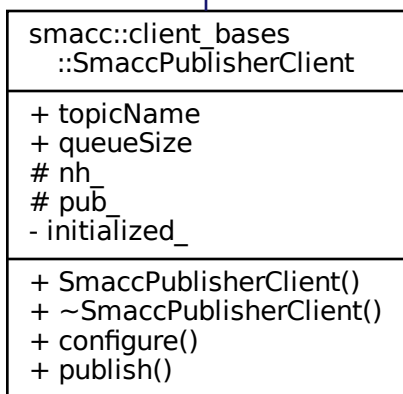 smacc::client_bases
::SmaccPublisherClient
+ topicName
+ queueSize
# nh_
# pub_
- initialized_
+ SmaccPublisherClient()
+ ~SmaccPublisherClient()
+ configure()
+ publish()